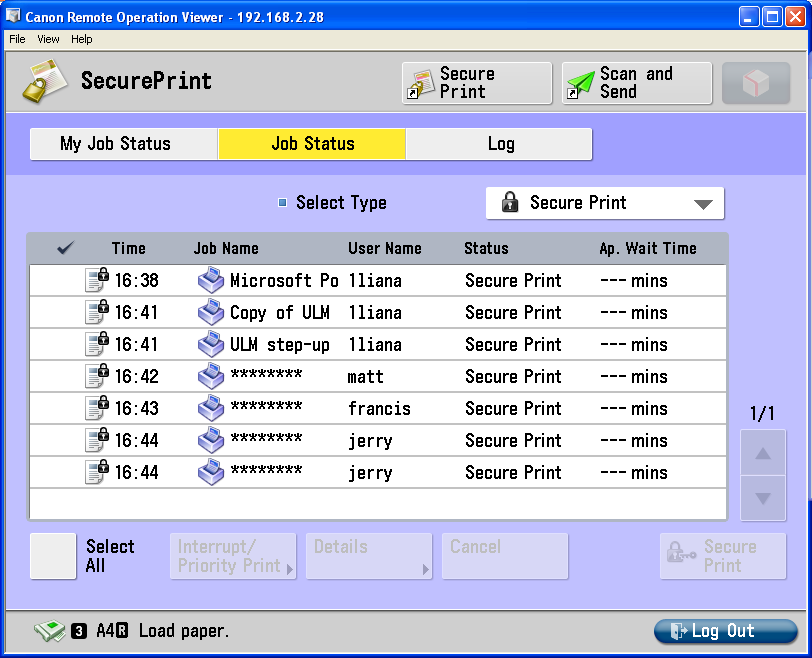 Canon Remote Operation Viewer - 192.168.2.28
File View Help
SecurePrint
Secure Print
Scan and Send
My Job Status Job Status Log
Select Type Secure Print
Time Job Name User Name Status Ap. Wait Time
16:38 Microsoft Po 1liana Secure Print --- mins
16:41 Copy of ULM 1liana Secure Print --- mins
16:41 ULM step-up 1liana Secure Print --- mins
16:42 ******** matt Secure Print --- mins
16:43 ******** francis Secure Print --- mins
16:44 ******** jerry Secure Print --- mins
16:44 ******** jerry Secure Print --- mins
1/1
Select All
Interrupt/ Priority Print
Details
Cancel
Secure Print
3 A4R Load paper.
Log Out